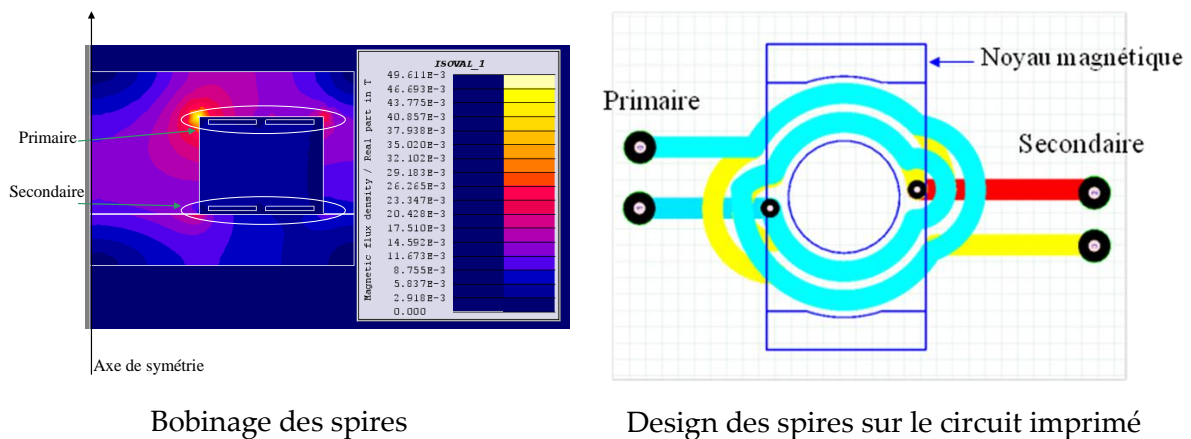 ISOVAL_1
49.611E-3
46.693E-3
43.775E-3
40.857E-3
37.938E-3
35.020E-3
32.102E-3
29.183E-3
26.265E-3
23.347E-3
20.428E-3
17.510E-3
14.592E-3
11.673E-3
8.755E-3
5.837E-3
2.918E-3
0.000
Magnetic flux density / Real part in T
Primaire
Secondaire
Axe de symétrie
Bobinage des spires
Noyau magnétique
Primaire
Secondaire
Design des spires sur le circuit imprimé